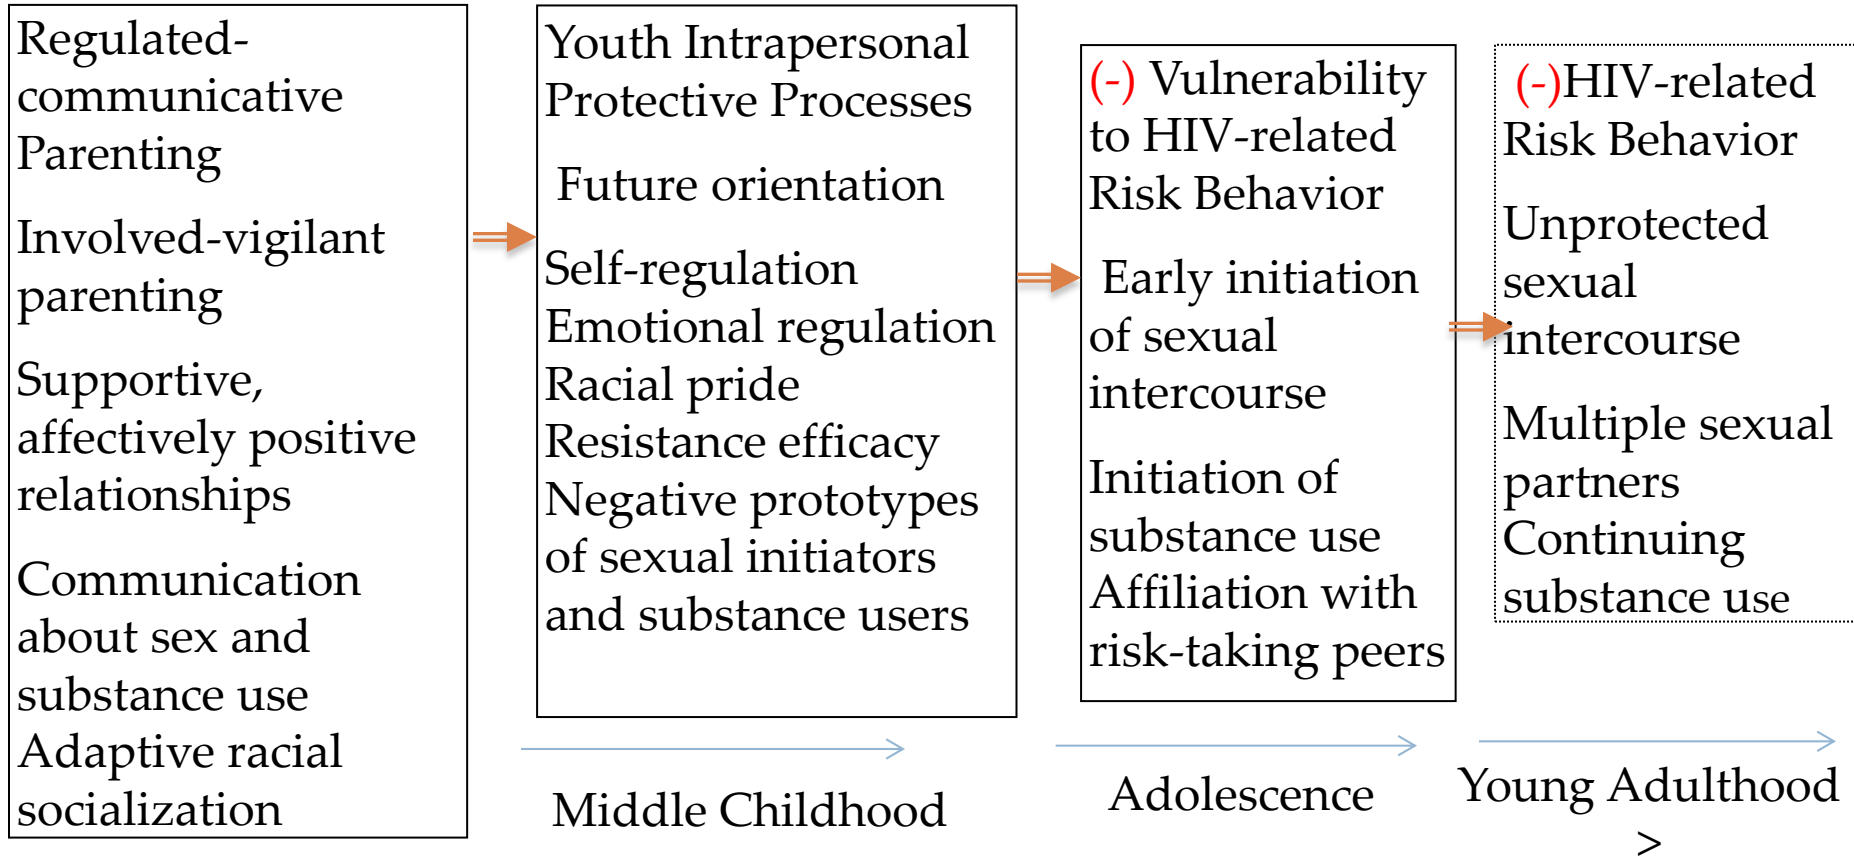 Regulated-
communicative
Parenting
Involved-vigilant
parenting
Supportive,
affectively positive
relationships
Communication
about sex and
substance use
Adaptive racial
socialization
Youth Intrapersonal
Protective Processes
Future orientation
Self-regulation
Emotional regulation
Racial pride
Resistance efficacy
Negative prototypes
of sexual initiators
and substance users
(-) Vulnerability
to HIV-related
Risk Behavior
Early initiation
of sexual
intercourse
Initiation of
substance use
Affiliation with
risk-taking peers
(-)HIV-related
Risk Behavior
Unprotected
sexual
intercourse
Multiple sexual
partners
Continuing
substance use
Middle Childhood
Adolescence
Young Adulthood
>